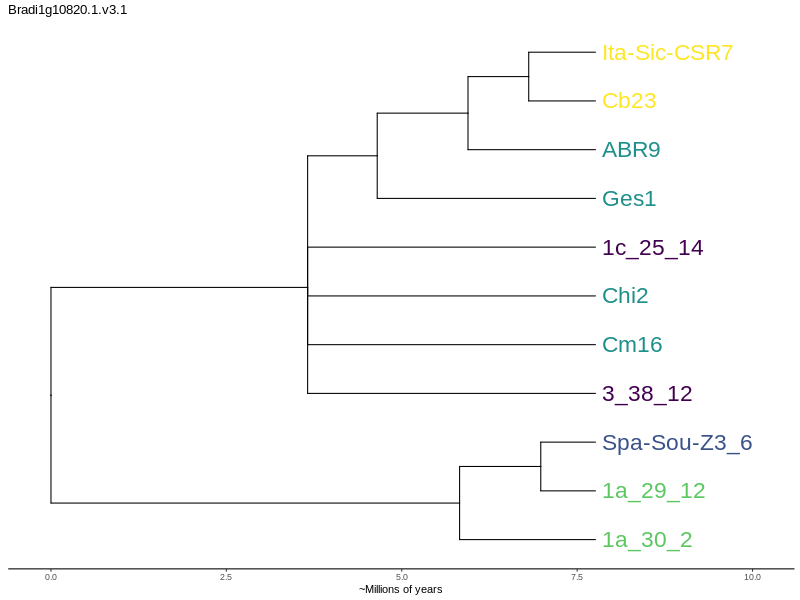 Bradi1g10820.1.v3.1
Ita-Sic-CSR7
Cb23
ABR9
Ges1
1c_25_14
Chi2
Cm16
3_38_12
Spa-Sou-Z3_6
1a_29_12
1a_30_2
0.0 2.5 5.0 7.5 10.0
~Millions of years